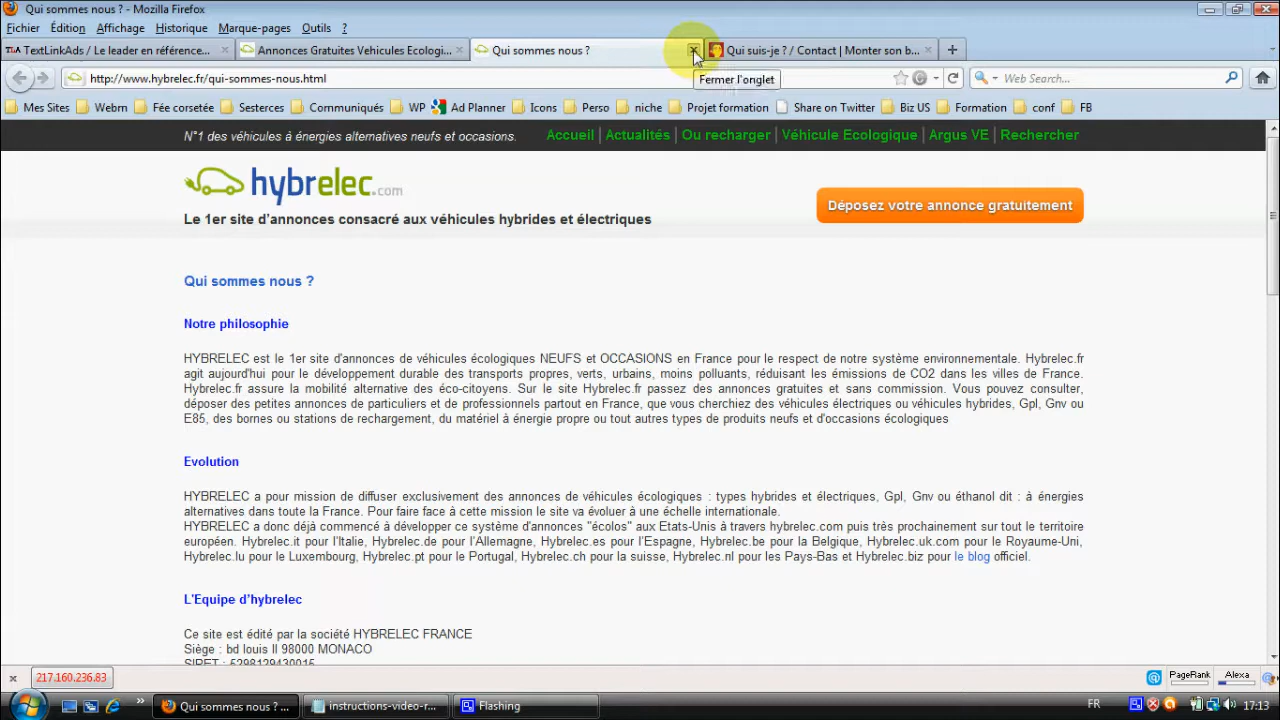 Qui sommes nous ? - Mozilla Firefox
Fichier Édition Affichage Historique Marque-pages Outils ?
TextLinkAds / Le leader en référence... Annonces Gratuites Vehicules Ecologi... Qui sommes nous ? Qui suis-je ? / Contact | Monter son b...
http://www.hybrelec.fr/qui-sommes-nous.html Web Search...
Fermer l'onglet
Mes Sites Webm Fée corsetée Sesterces Communiqués WP Ad Planner Icons Perso niche Projet formation Share on Twitter Biz US Formation conf FB
N°1 des véhicules à énergies alternatives neufs et occasions. Accueil | Actualités | Ou recharger | Véhicule Ecologique | Argus VE | Rechercher
hybrelec.com
Le 1er site d'annonces consacré aux véhicules hybrides et électriques
Déposez votre annonce gratuitement
Qui sommes nous ?
Notre philosophie
HYBRELEC est le 1er site d'annonces de véhicules écologiques NEUFS et OCCASIONS en France pour le respect de notre système environnementale. Hybrelec.fr
agit aujourd'hui pour le développement durable des transports propres, verts, urbains, moins polluants, réduisant les émissions de CO2 dans les villes de France.
Hybrelec.fr assure la mobilité alternative des éco-citoyens. Sur le site Hybrelec.fr passez des annonces gratuites et sans commission. Vous pouvez consulter,
déposer des petites annonces de particuliers et de professionnels partout en France, que vous cherchiez des véhicules électriques ou véhicules hybrides, Gpl, Gnv ou
E85, des bornes ou stations de rechargement, du matériel à énergie propre ou tout autres types de produits neufs et d'occasions écologiques
Evolution
HYBRELEC a pour mission de diffuser exclusivement des annonces de véhicules écologiques : types hybrides et électriques, Gpl, Gnv ou éthanol dit : à énergies
alternatives dans toute la France. Pour faire face à cette mission le site va évoluer à une échelle internationale.
HYBRELEC a donc déjà commencé à développer ce système d'annonces "écolos" aux Etats-Unis à travers hybrelec.com puis très prochainement sur tout le territoire
européen. Hybrelec.it pour l'Italie, Hybrelec.de pour l'Allemagne, Hybrelec.es pour l'Espagne, Hybrelec.be pour la Belgique, Hybrelec.uk.com pour le Royaume-Uni,
Hybrelec.lu pour le Luxembourg, Hybrelec.pt pour le Portugal, Hybrelec.ch pour la suisse, Hybrelec.nl pour les Pays-Bas et Hybrelec.biz pour le blog officiel.
L'Equipe d'hybrelec
Ce site est édité par la société HYBRELEC FRANCE
Siège : bd louis II 98000 MONACO
SIRET : 5298129430015
217.160.236.83 PageRank Alexa
Qui sommes nous ? ... instructions-video-r... Flashing FR 17:13